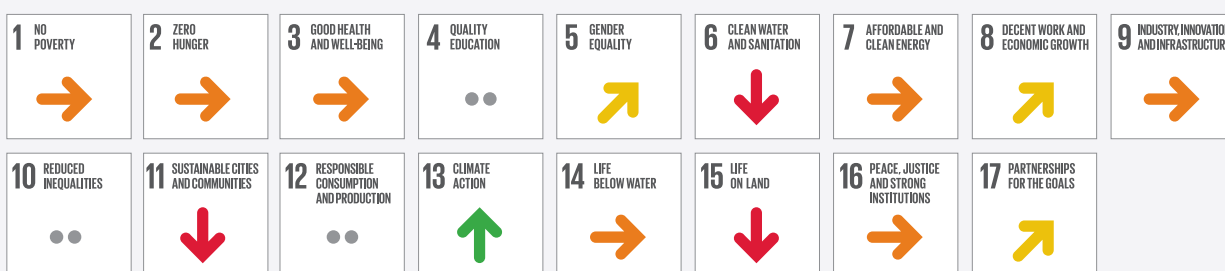 1 NO
POVERTY
2 ZERO
HUNGER
3 GOOD HEALTH
AND WELL-BEING
4 QUALITY
EDUCATION
5 GENDER
EQUALITY
6 CLEAN WATER
AND SANITATION
7 AFFORDABLE AND
CLEAN ENERGY
8 DECENT WORK AND
ECONOMIC GROWTH
9 INDUSTRY, INNOVATIO
AND INFRASTRUCTUR
10 REDUCED
INEQUALITIES
11 SUSTAINABLE CITIES
AND COMMUNITIES
12 RESPONSIBLE
CONSUMPTION
AND PRODUCTION
13 CLIMATE
ACTION
14 LIFE
BELOW WATER
15 LIFE
ON LAND
16 PEACE, JUSTICE
AND STRONG
INSTITUTIONS
17 PARTNERSHIPS
FOR THE GOALS